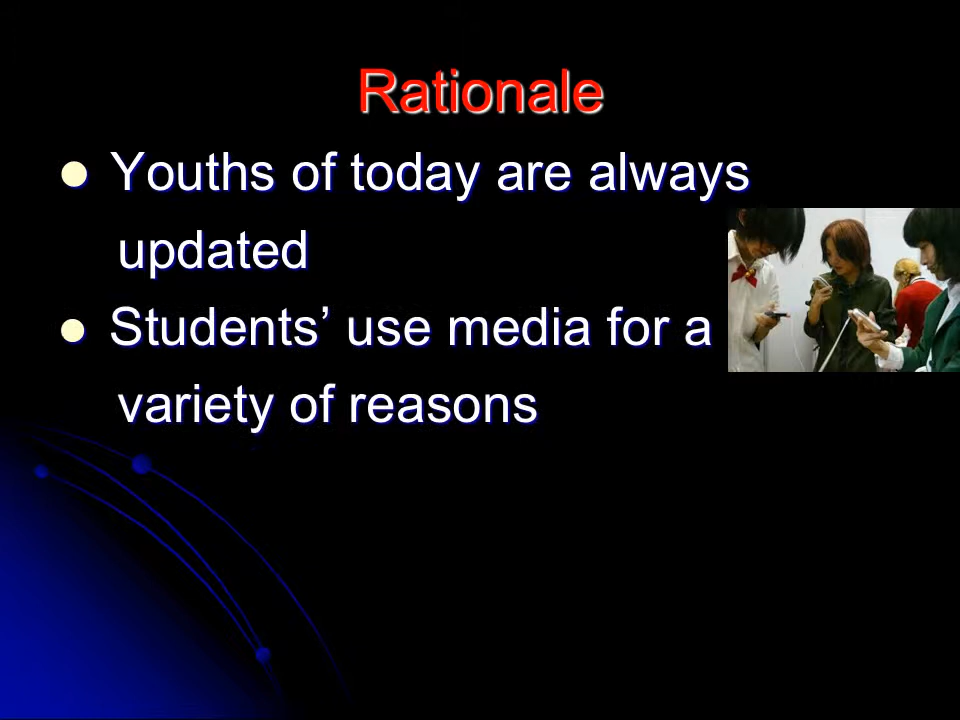 Rationale
● Youths of today are always
updated
● Students’ use media for a
variety of reasons